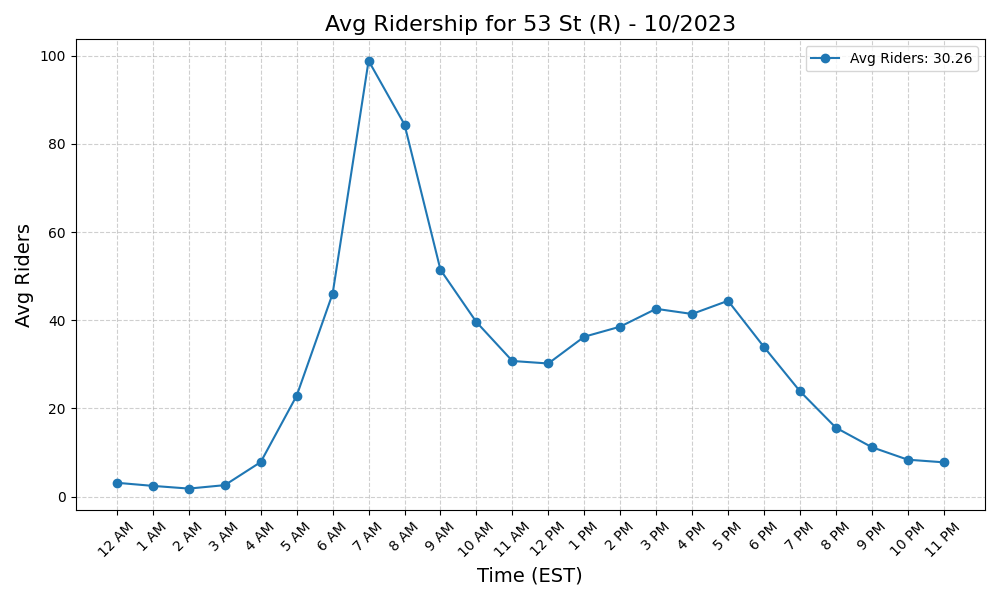 Avg Ridership for 53 St (R) - 10/2023
Avg Riders: 30.26
Avg Riders
100
80
60
40
20
0
12 AM
1 AM
2 AM
3 AM
4 AM
5 AM
6 AM
7 AM
8 AM
9 AM
10 AM
11 AM
12 PM
1 PM
2 PM
3 PM
4 PM
5 PM
6 PM
7 PM
8 PM
9 PM
10 PM
11 PM
Time (EST)